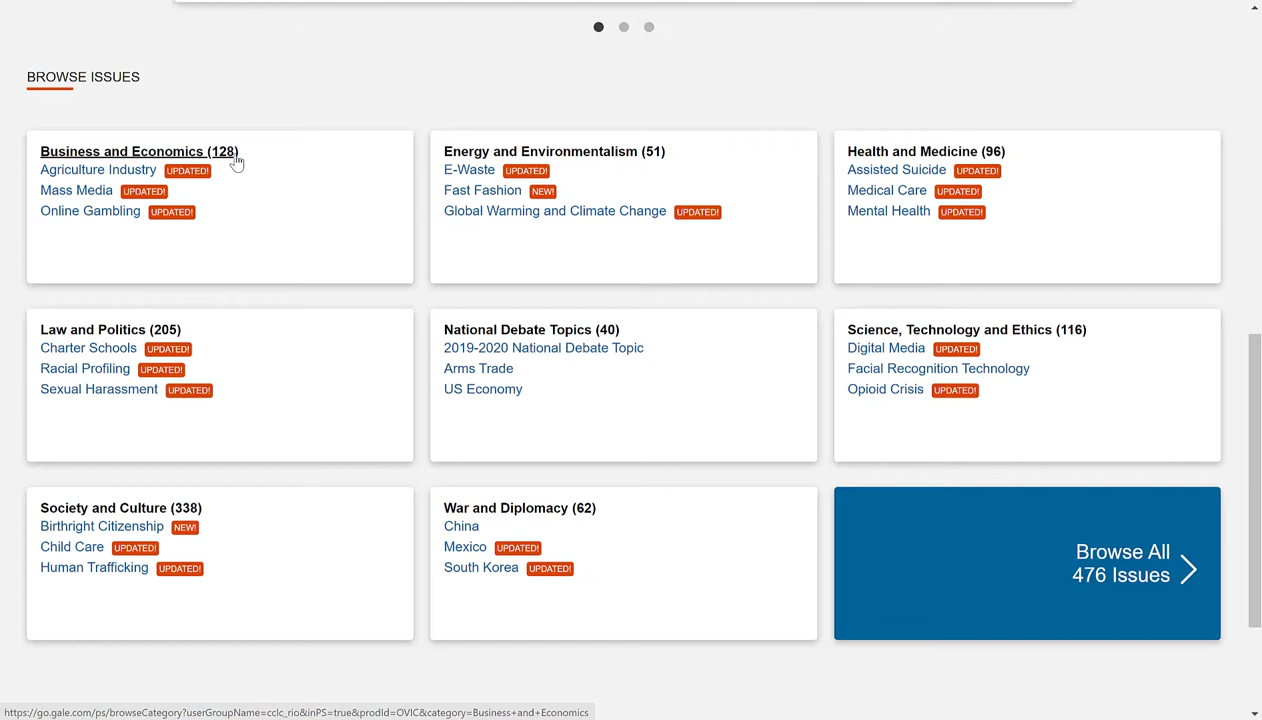 BROWSE ISSUES
Business and Economics (128)
Agriculture Industry UPDATED!
Mass Media UPDATED!
Online Gambling UPDATED!
Energy and Environmentalism (51)
E-Waste UPDATED!
Fast Fashion NEW!
Global Warming and Climate Change UPDATED!
Health and Medicine (96)
Assisted Suicide UPDATED!
Medical Care UPDATED!
Mental Health UPDATED!
Law and Politics (205)
Charter Schools UPDATED!
Racial Profiling UPDATED!
Sexual Harassment UPDATED!
National Debate Topics (40)
2019-2020 National Debate Topic
Arms Trade
US Economy
Science, Technology and Ethics (116)
Digital Media UPDATED!
Facial Recognition Technology
Opioid Crisis UPDATED!
Society and Culture (338)
Birthright Citizenship NEW!
Child Care UPDATED!
Human Trafficking UPDATED!
War and Diplomacy (62)
China
Mexico UPDATED!
South Korea UPDATED!
Browse All
476 Issues
https://go.gale.com/ps/browseCategory?userGroupName=cclc_rio&inPS=true&prodId=OVIC&category=Business+and+Economics